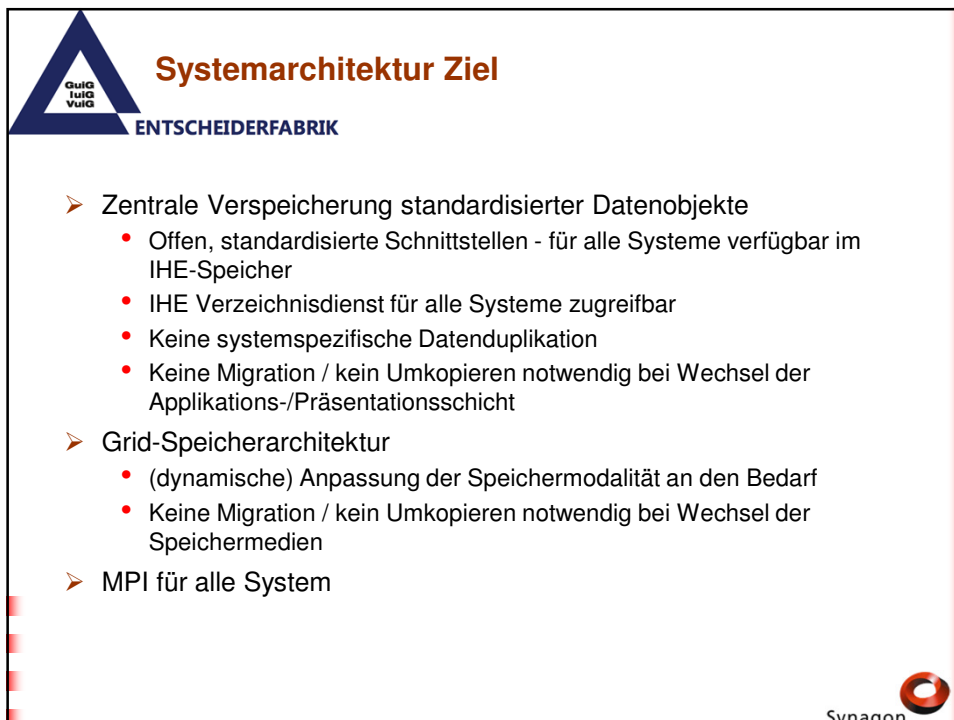 Systemarchitektur Ziel
GuiG
IuiG
VuiG
ENTSCHEIDERFABRIK
➢ Zentrale Verspeicherung standardisierter Datenobjekte
• Offen, standardisierte Schnittstellen - für alle Systeme verfügbar im
IHE-Speicher
• IHE Verzeichnisdienst für alle Systeme zugreifbar
• Keine systemspezifische Datenduplikation
• Keine Migration / kein Umkopieren notwendig bei Wechsel der
Applikations-/Präsentationsschicht
➢ Grid-Speicherarchitektur
• (dynamische) Anpassung der Speichermodalität an den Bedarf
• Keine Migration / kein Umkopieren notwendig bei Wechsel der
Speichermedien
➢ MPI für alle System
Synagon